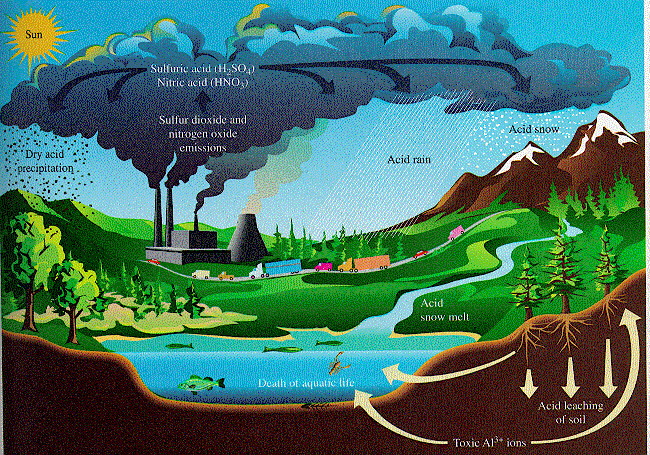 Sun
Sulfuric acid (H₂SO₄)
Nitric acid (HNO₃)
Sulfur dioxide and
nitrogen oxide
emissions
Dry acid
precipitation
Acid rain
Acid snow
Acid
snow melt
Death of aquatic life
Acid leaching
of soil
Toxic Al³⁺ ions